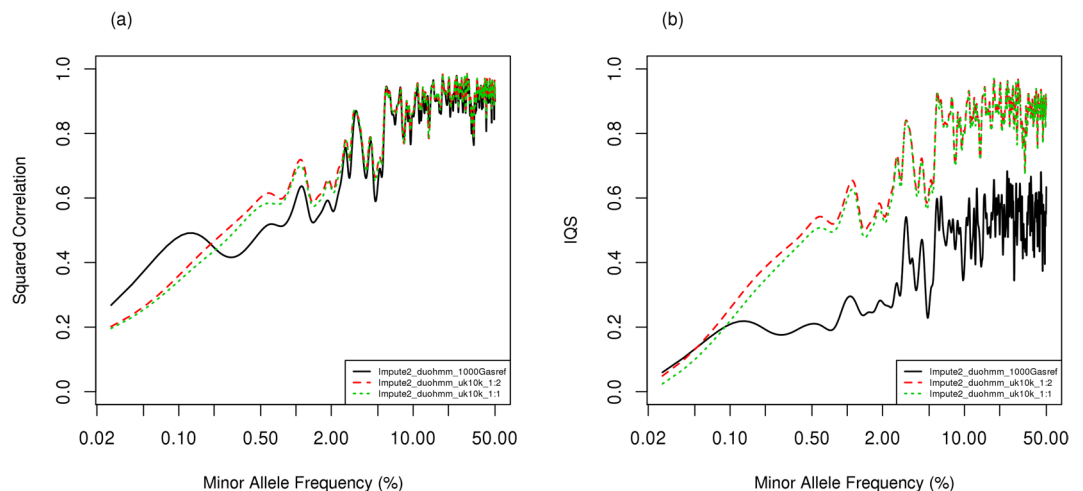 (a)
Squared Correlation
1.0
0.8
0.6
0.4
0.2
0.0
Impute2_duohmm_1000Gasref
Impute2_duohmm_uk10k_1:2
Impute2_duohmm_uk10k_1:1
0.02 0.10 0.50 2.00 10.00 50.00
Minor Allele Frequency (%)
(b)
IQS
1.0
0.8
0.6
0.4
0.2
0.0
Impute2_duohmm_1000Gasref
Impute2_duohmm_uk10k_1:2
Impute2_duohmm_uk10k_1:1
0.02 0.10 0.50 2.00 10.00 50.00
Minor Allele Frequency (%)